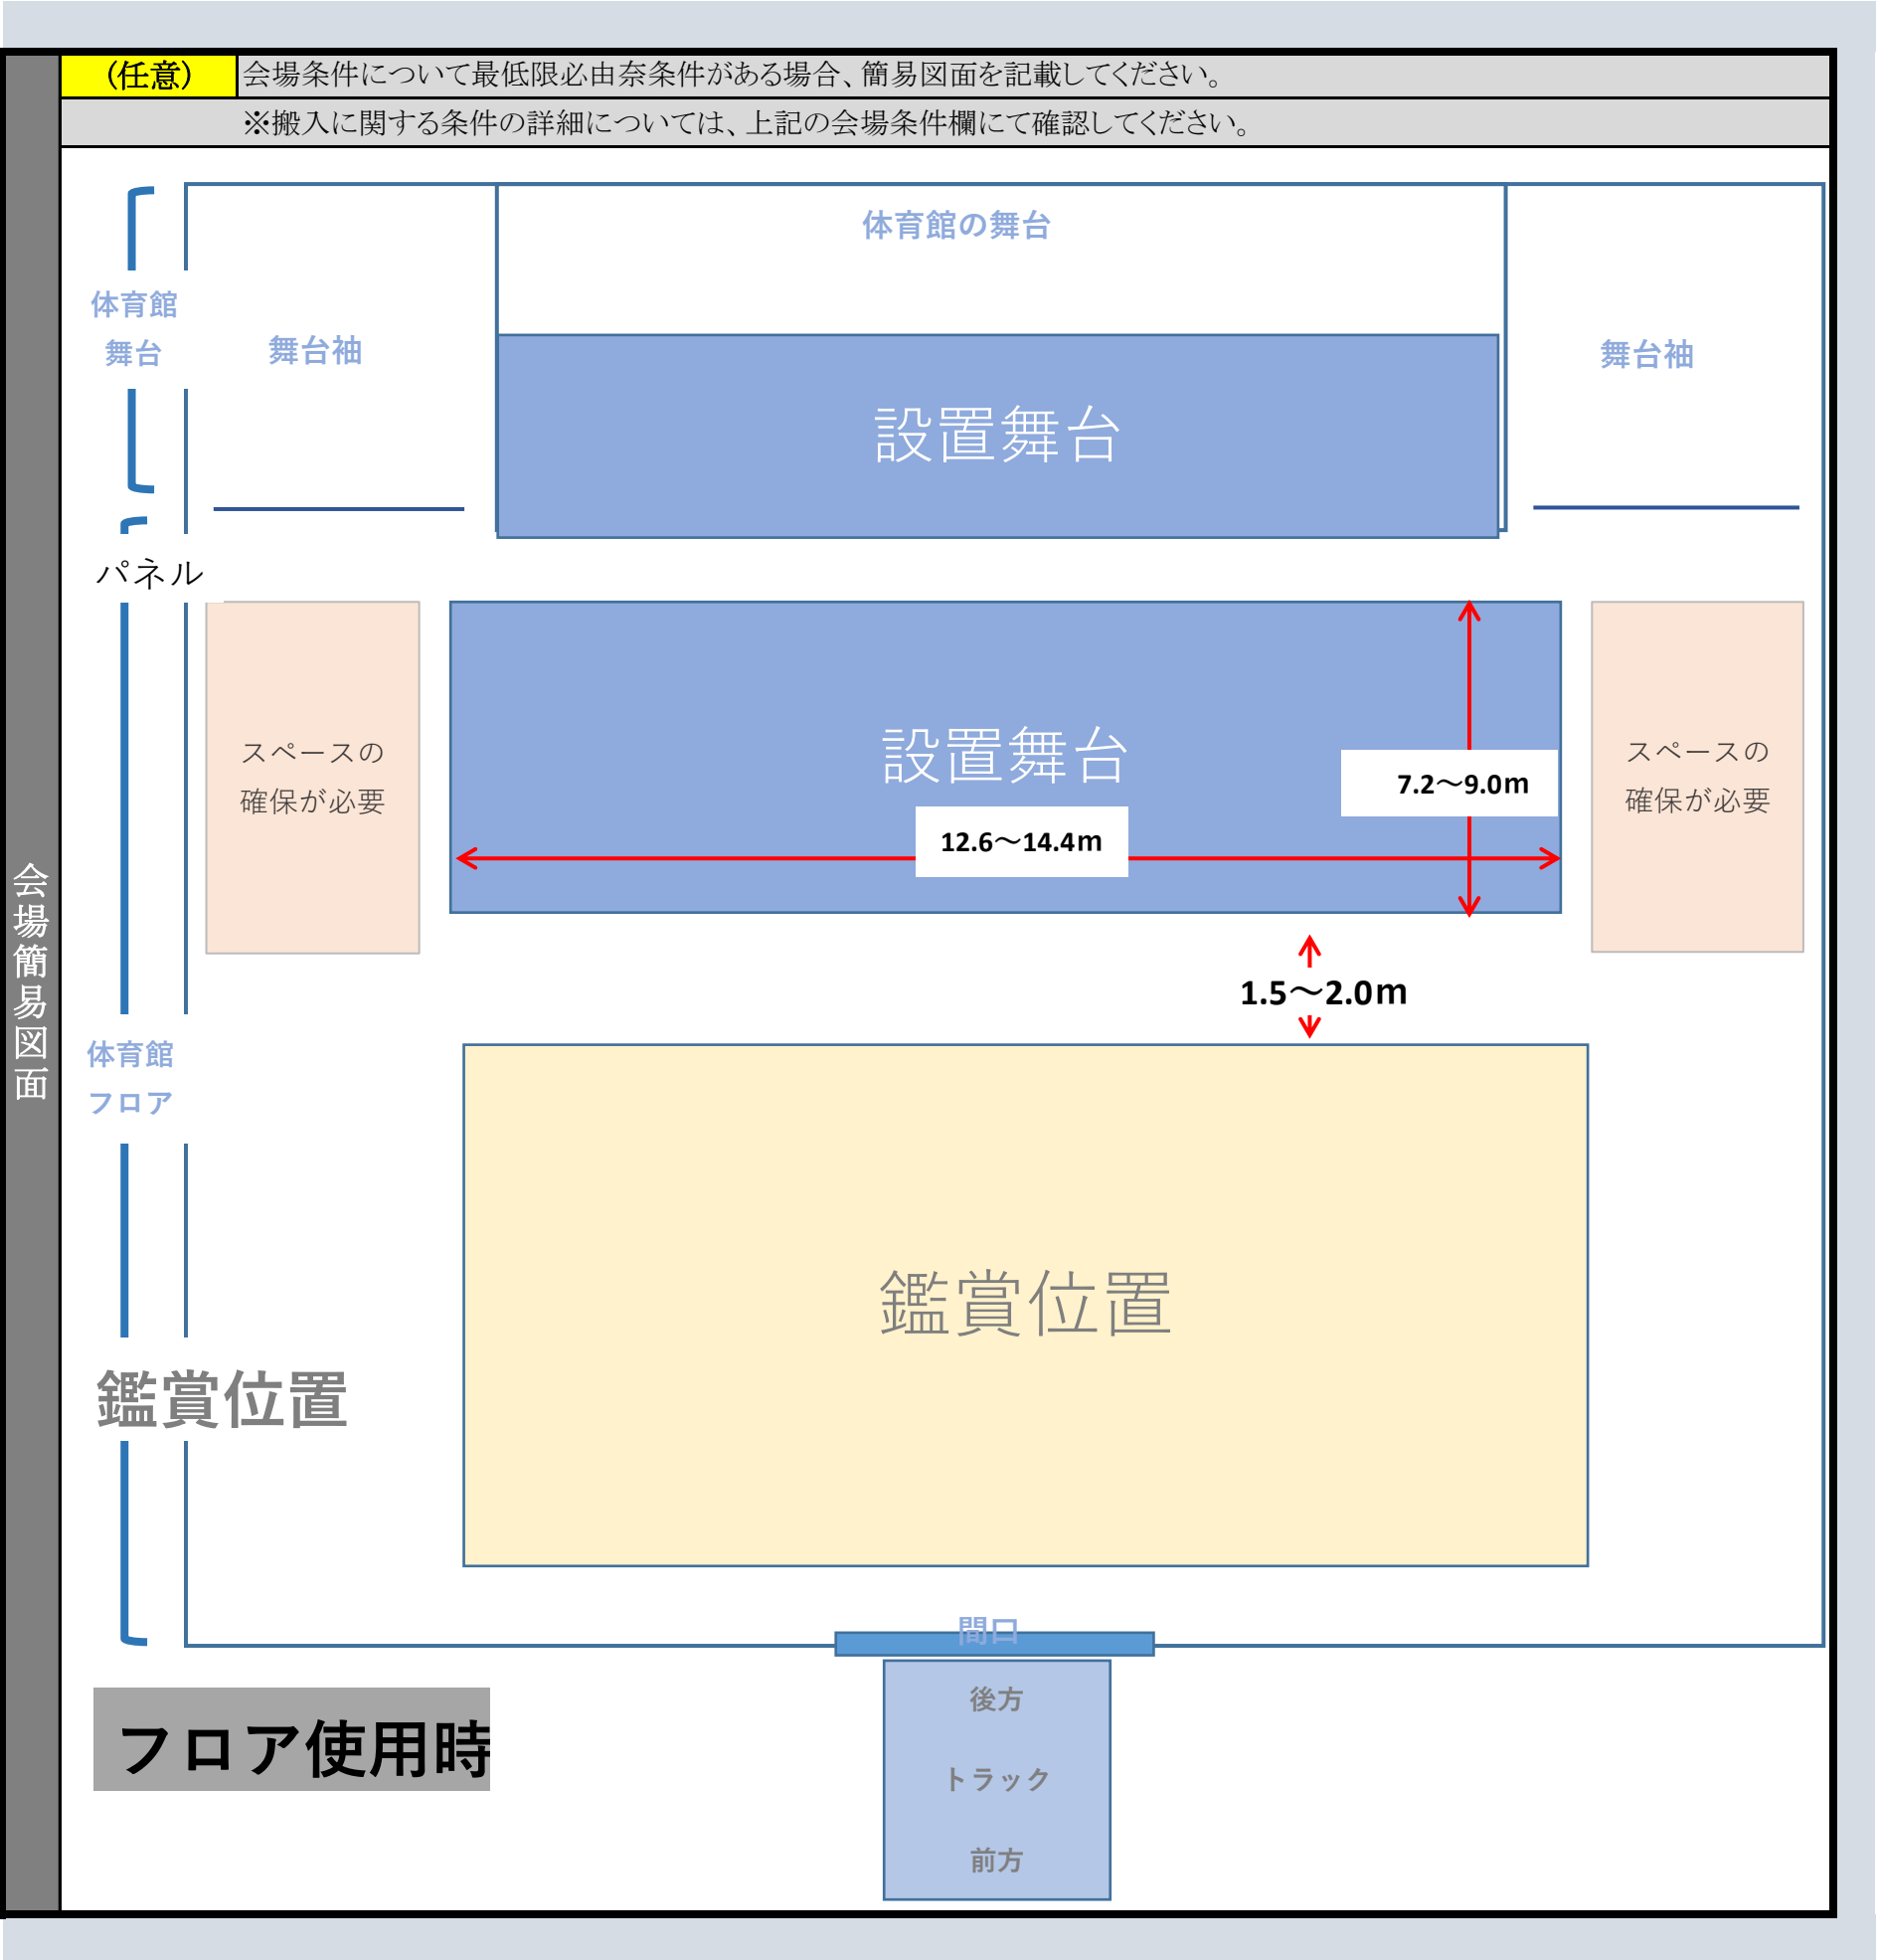 (任意)
会場条件について最低限必由奈条件がある場合、簡易図面を記載してください。
※搬入に関する条件の詳細については、上記の会場条件欄にて確認してください。
会場簡易図面
体育館の舞台
体育館
舞台
舞台袖
舞台袖
設置舞台
パネル
設置舞台
スペースの
確保が必要
7.2～9.0m
スペースの
確保が必要
12.6～14.4m
1.5～2.0m
体育館
フロア
鑑賞位置
鑑賞位置
間口
後方
トラック
前方
フロア使用時